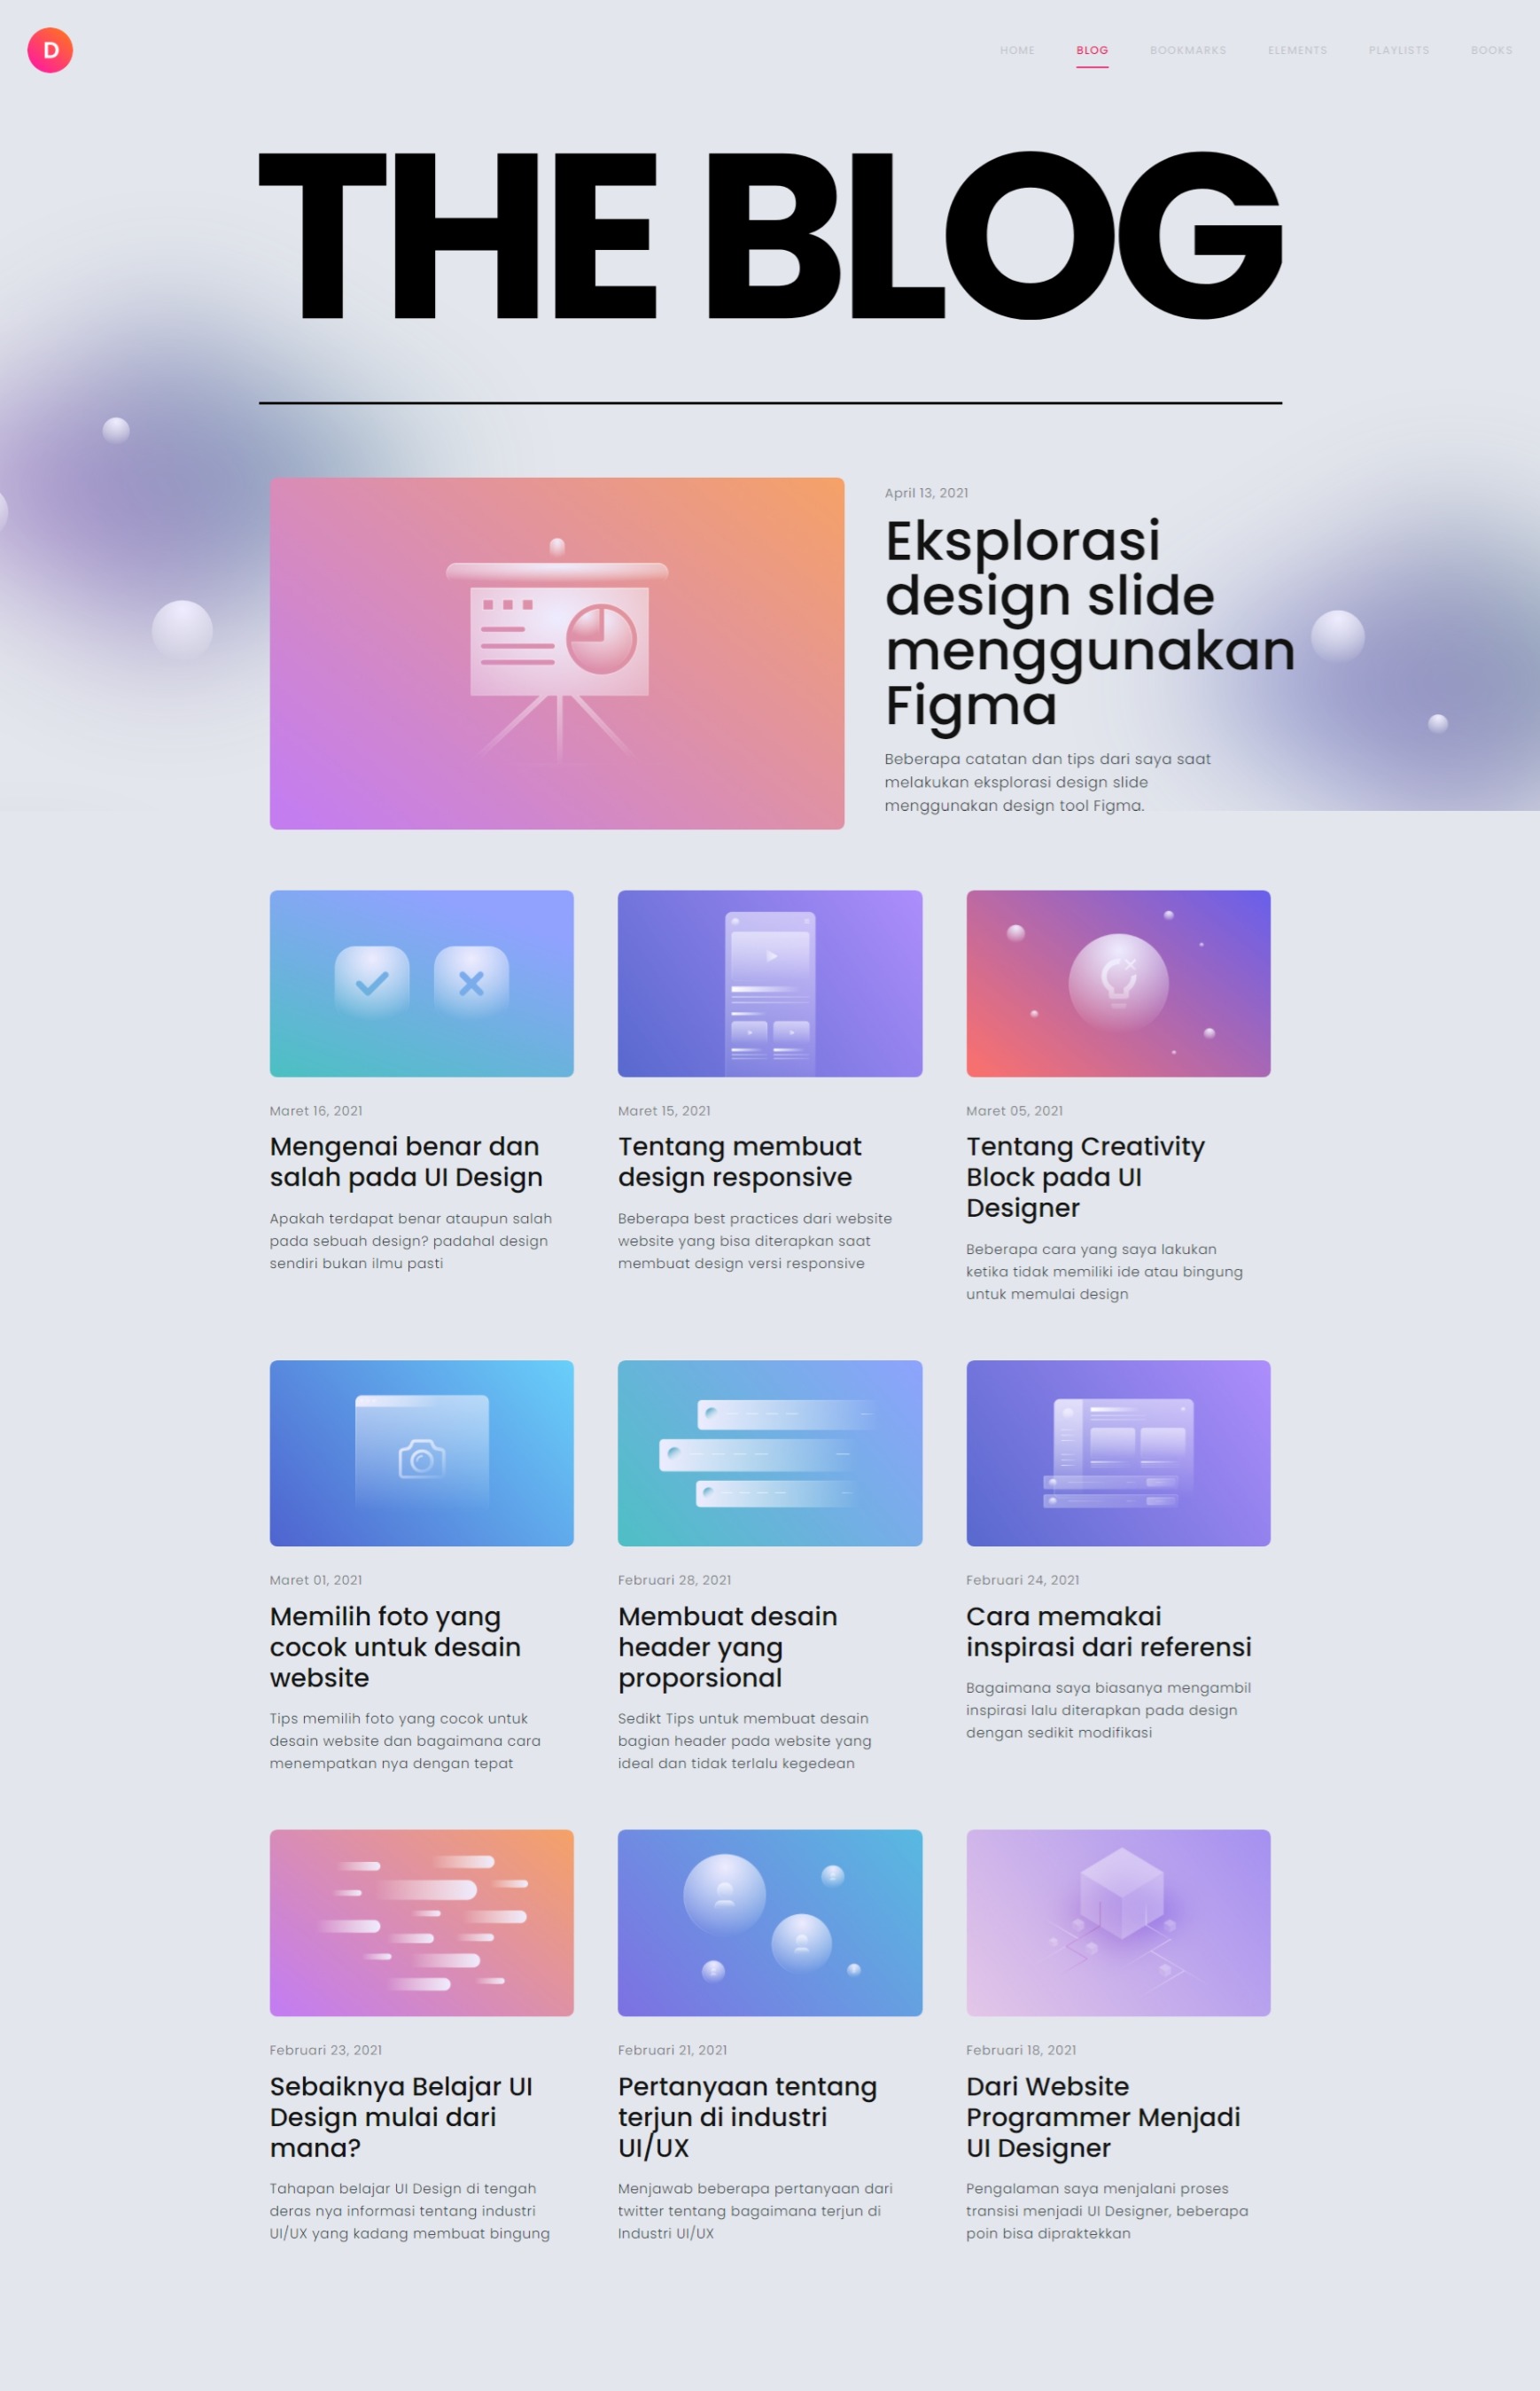 D
HOME BLOG BOOKMARKS ELEMENTS PLAYLISTS BOOKS
THE BLOG
April 13, 2021
Eksplorasi
design slide
menggunakan
Figma
Beberapa catatan dan tips dari saya saat
melakukan eksplorasi design slide
menggunakan design tool Figma.
Maret 16, 2021
Mengenai benar dan
salah pada UI Design
Apakah terdapat benar ataupun salah
pada sebuah design? padahal design
sendiri bukan ilmu pasti
Maret 15, 2021
Tentang membuat
design responsive
Beberapa best practices dari website
website yang bisa diterapkan saat
membuat design versi responsive
Maret 05, 2021
Tentang Creativity
Block pada UI
Designer
Beberapa cara yang saya lakukan
ketika tidak memiliki ide atau bingung
untuk memulai design
Maret 01, 2021
Memilih foto yang
cocok untuk desain
website
Tips memilih foto yang cocok untuk
desain website dan bagaimana cara
menempatkan nya dengan tepat
Februari 28, 2021
Membuat desain
header yang
proporsional
Sedikt Tips untuk membuat desain
bagian header pada website yang
ideal dan tidak terlalu kegedean
Februari 24, 2021
Cara memakai
inspirasi dari referensi
Bagaimana saya biasanya mengambil
inspirasi lalu diterapkan pada design
dengan sedikit modifikasi
Februari 23, 2021
Sebaiknya Belajar UI
Design mulai dari
mana?
Tahapan belajar UI Design di tengah
deras nya informasi tentang industri
UI/UX yang kadang membuat bingung
Februari 21, 2021
Pertanyaan tentang
terjun di industri
UI/UX
Menjawab beberapa pertanyaan dari
twitter tentang bagaimana terjun di
Industri UI/UX
Februari 18, 2021
Dari Website
Programmer Menjadi
UI Designer
Pengalaman saya menjalani proses
transisi menjadi UI Designer, beberapa
poin bisa dipraktekkan